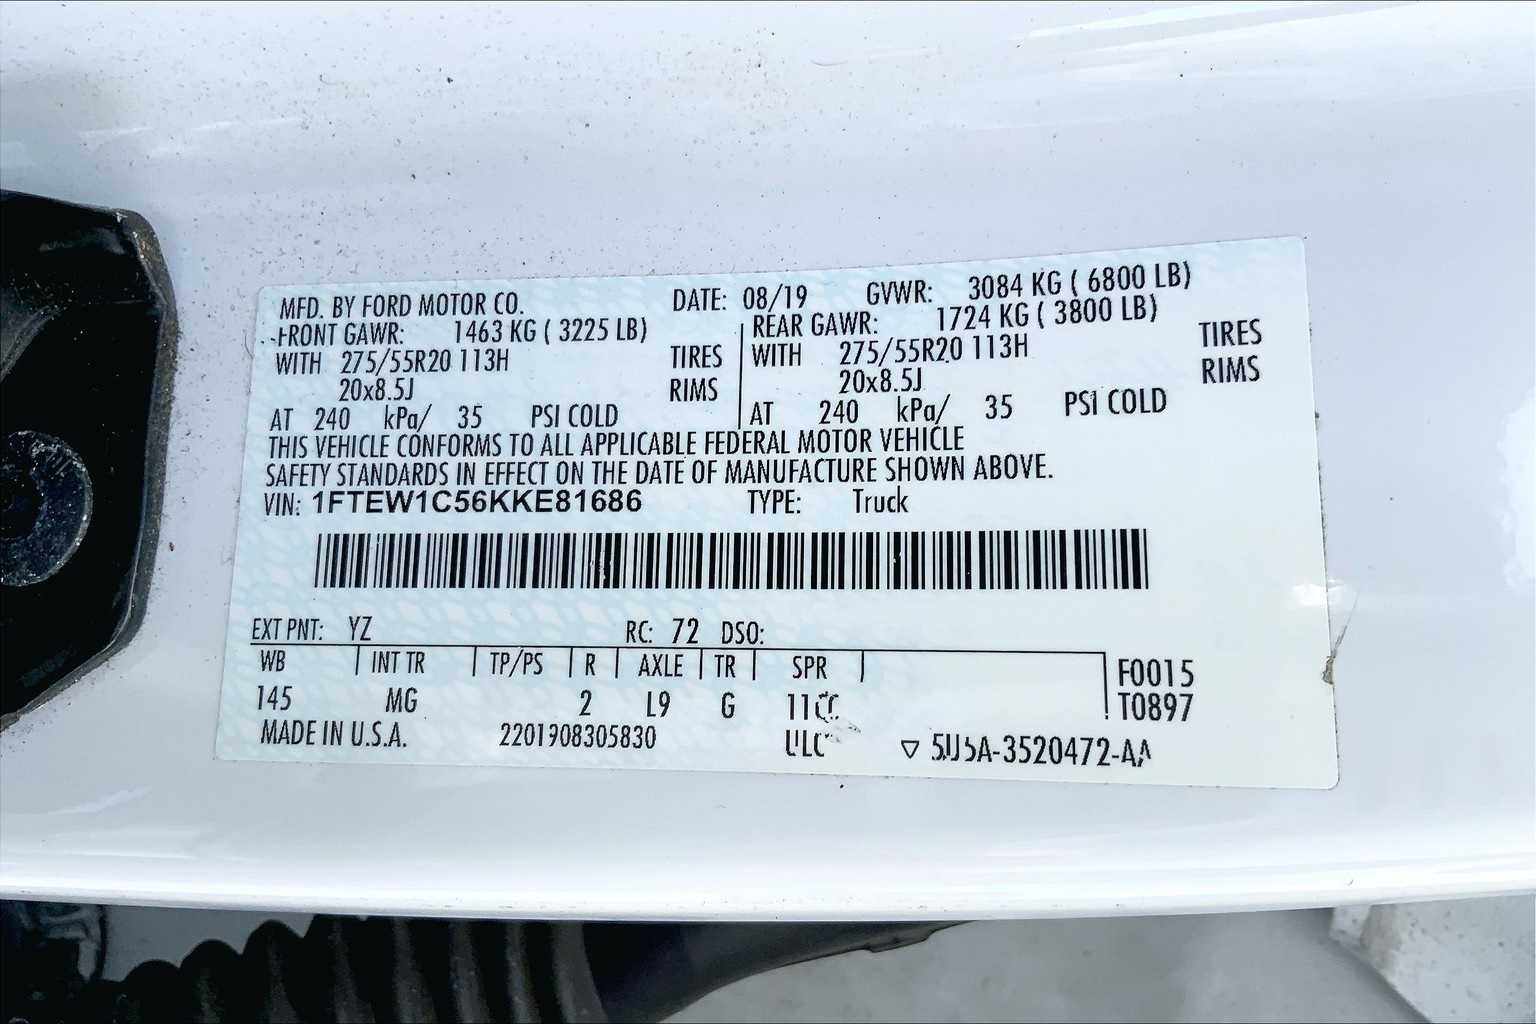 MFD. BY FORD MOTOR CO. DATE: 08/19 GVWR: 3084 KG ( 6800 LB)
FRONT GAWR: 1463 KG ( 3225 LB) REAR GAWR: 1724 KG ( 3800 LB)
WITH 275/55R20 113H TIRES WITH 275/55R20 113H TIRES
20x8.5J RIMS 20x8.5J RIMS
AT 240 kPa/ 35 PSI COLD AT 240 kPa/ 35 PSI COLD
THIS VEHICLE CONFORMS TO ALL APPLICABLE FEDERAL MOTOR VEHICLE
SAFETY STANDARDS IN EFFECT ON THE DATE OF MANUFACTURE SHOWN ABOVE.
VIN: 1FTEW1C56KKE81686 TYPE: Truck
EXT PNT: YZ RC: 72 DSO:
WB INT TR TP/PS R AXLE TR SPR F0015
145 MG 2 L9 G T0897
MADE IN U.S.A. 2201908305830 ▽